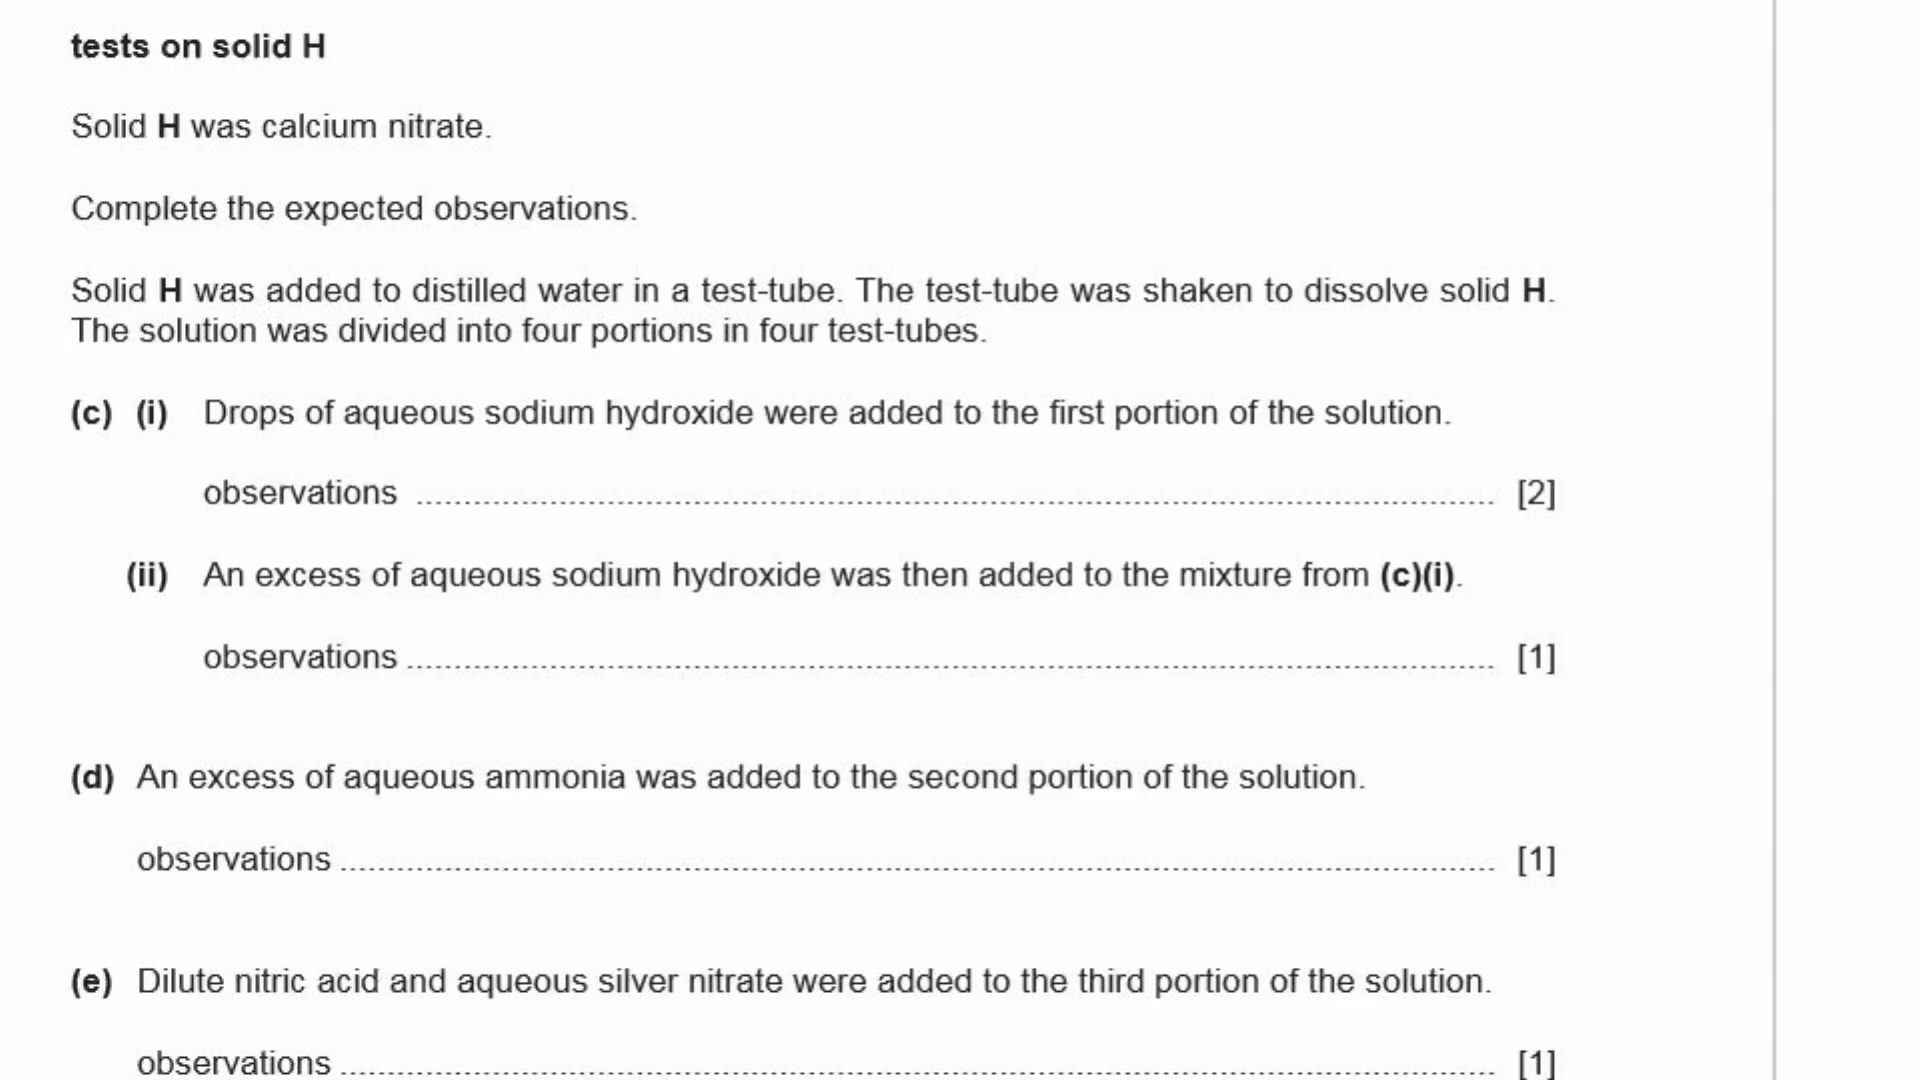 tests on solid H
Solid H was calcium nitrate.
Complete the expected observations.
Solid H was added to distilled water in a test-tube. The test-tube was shaken to dissolve solid H.
The solution was divided into four portions in four test-tubes.
(c) (i) Drops of aqueous sodium hydroxide were added to the first portion of the solution.
observations ........................................................................ [2]
(ii) An excess of aqueous sodium hydroxide was then added to the mixture from (c)(i).
observations ........................................................................ [1]
(d) An excess of aqueous ammonia was added to the second portion of the solution.
observations ........................................................................ [1]
(e) Dilute nitric acid and aqueous silver nitrate were added to the third portion of the solution.
observations ........................................................................ [1]